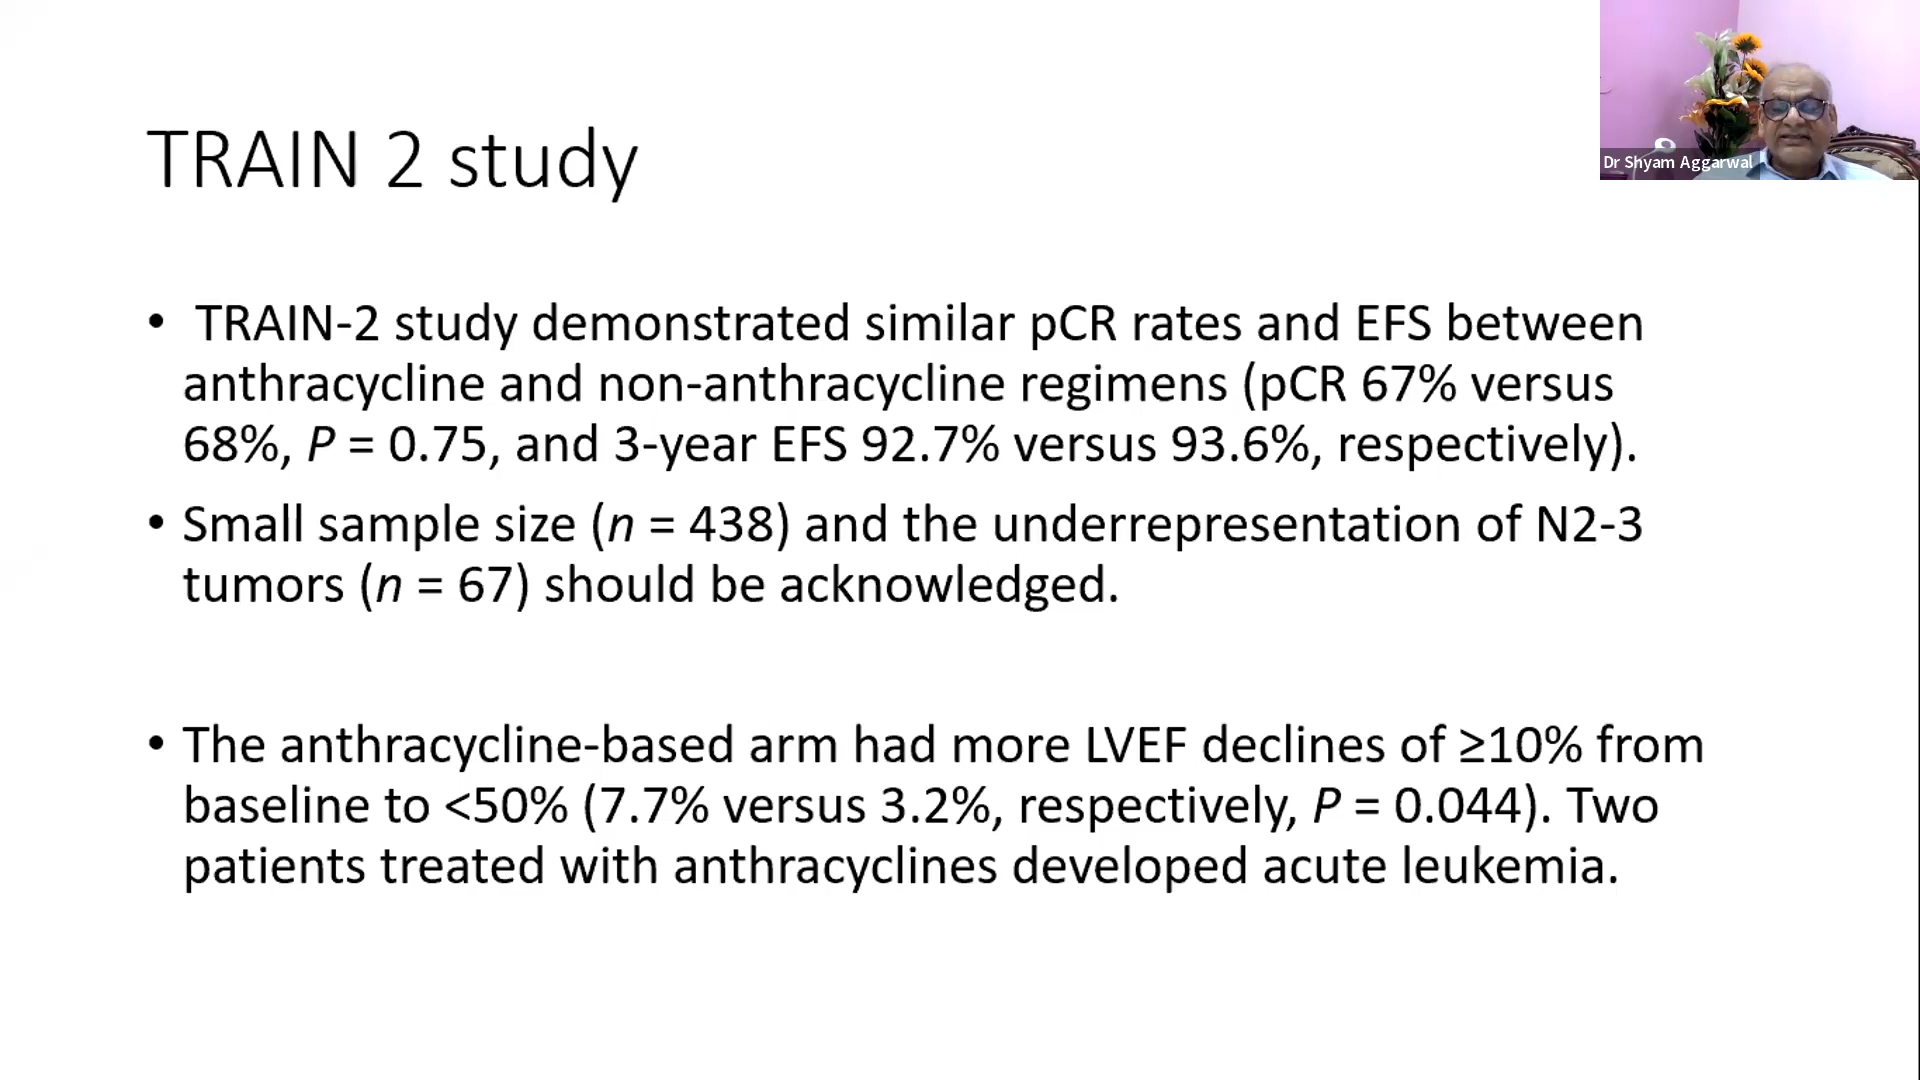 TRAIN 2 study
Dr Shyam Aggarwal
• TRAIN-2 study demonstrated similar pCR rates and EFS between
anthracycline and non-anthracycline regimens (pCR 67% versus
68%, P = 0.75, and 3-year EFS 92.7% versus 93.6%, respectively).
• Small sample size (n = 438) and the underrepresentation of N2-3
tumors (n = 67) should be acknowledged.
• The anthracycline-based arm had more LVEF declines of ≥10% from
baseline to <50% (7.7% versus 3.2%, respectively, P = 0.044). Two
patients treated with anthracyclines developed acute leukemia.